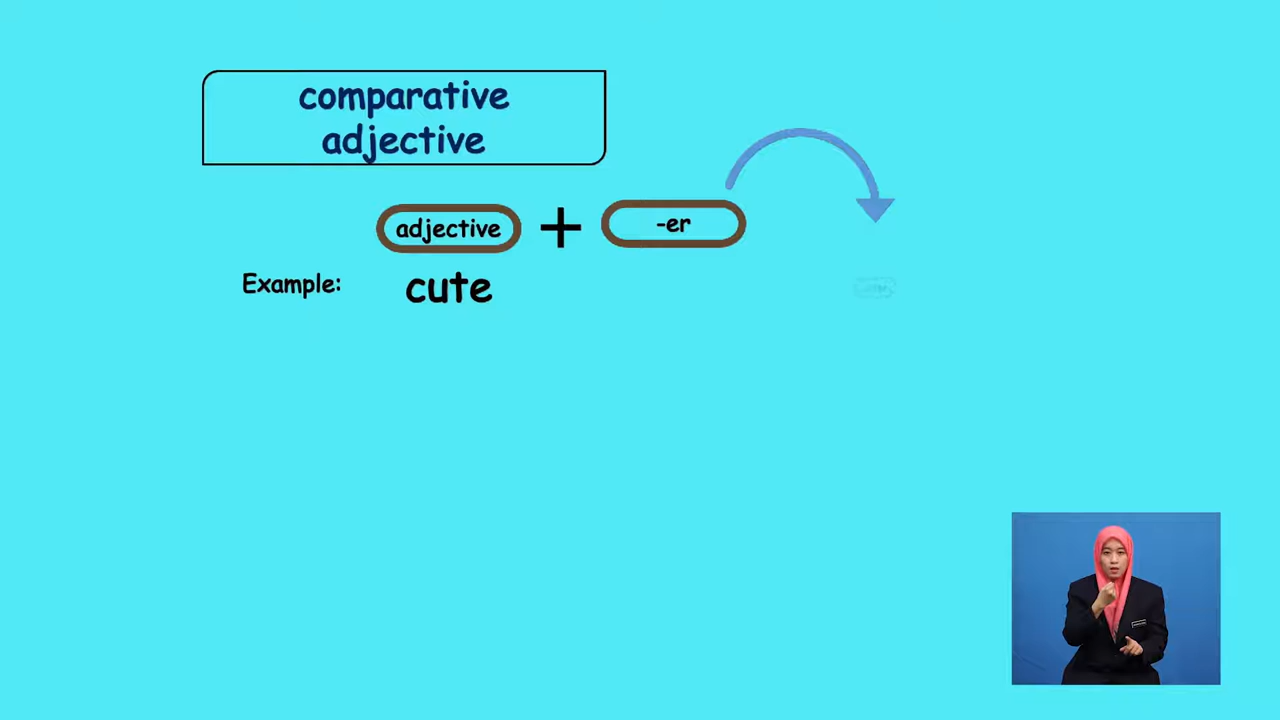 comparative
adjective
adjective + -er
Example: cute